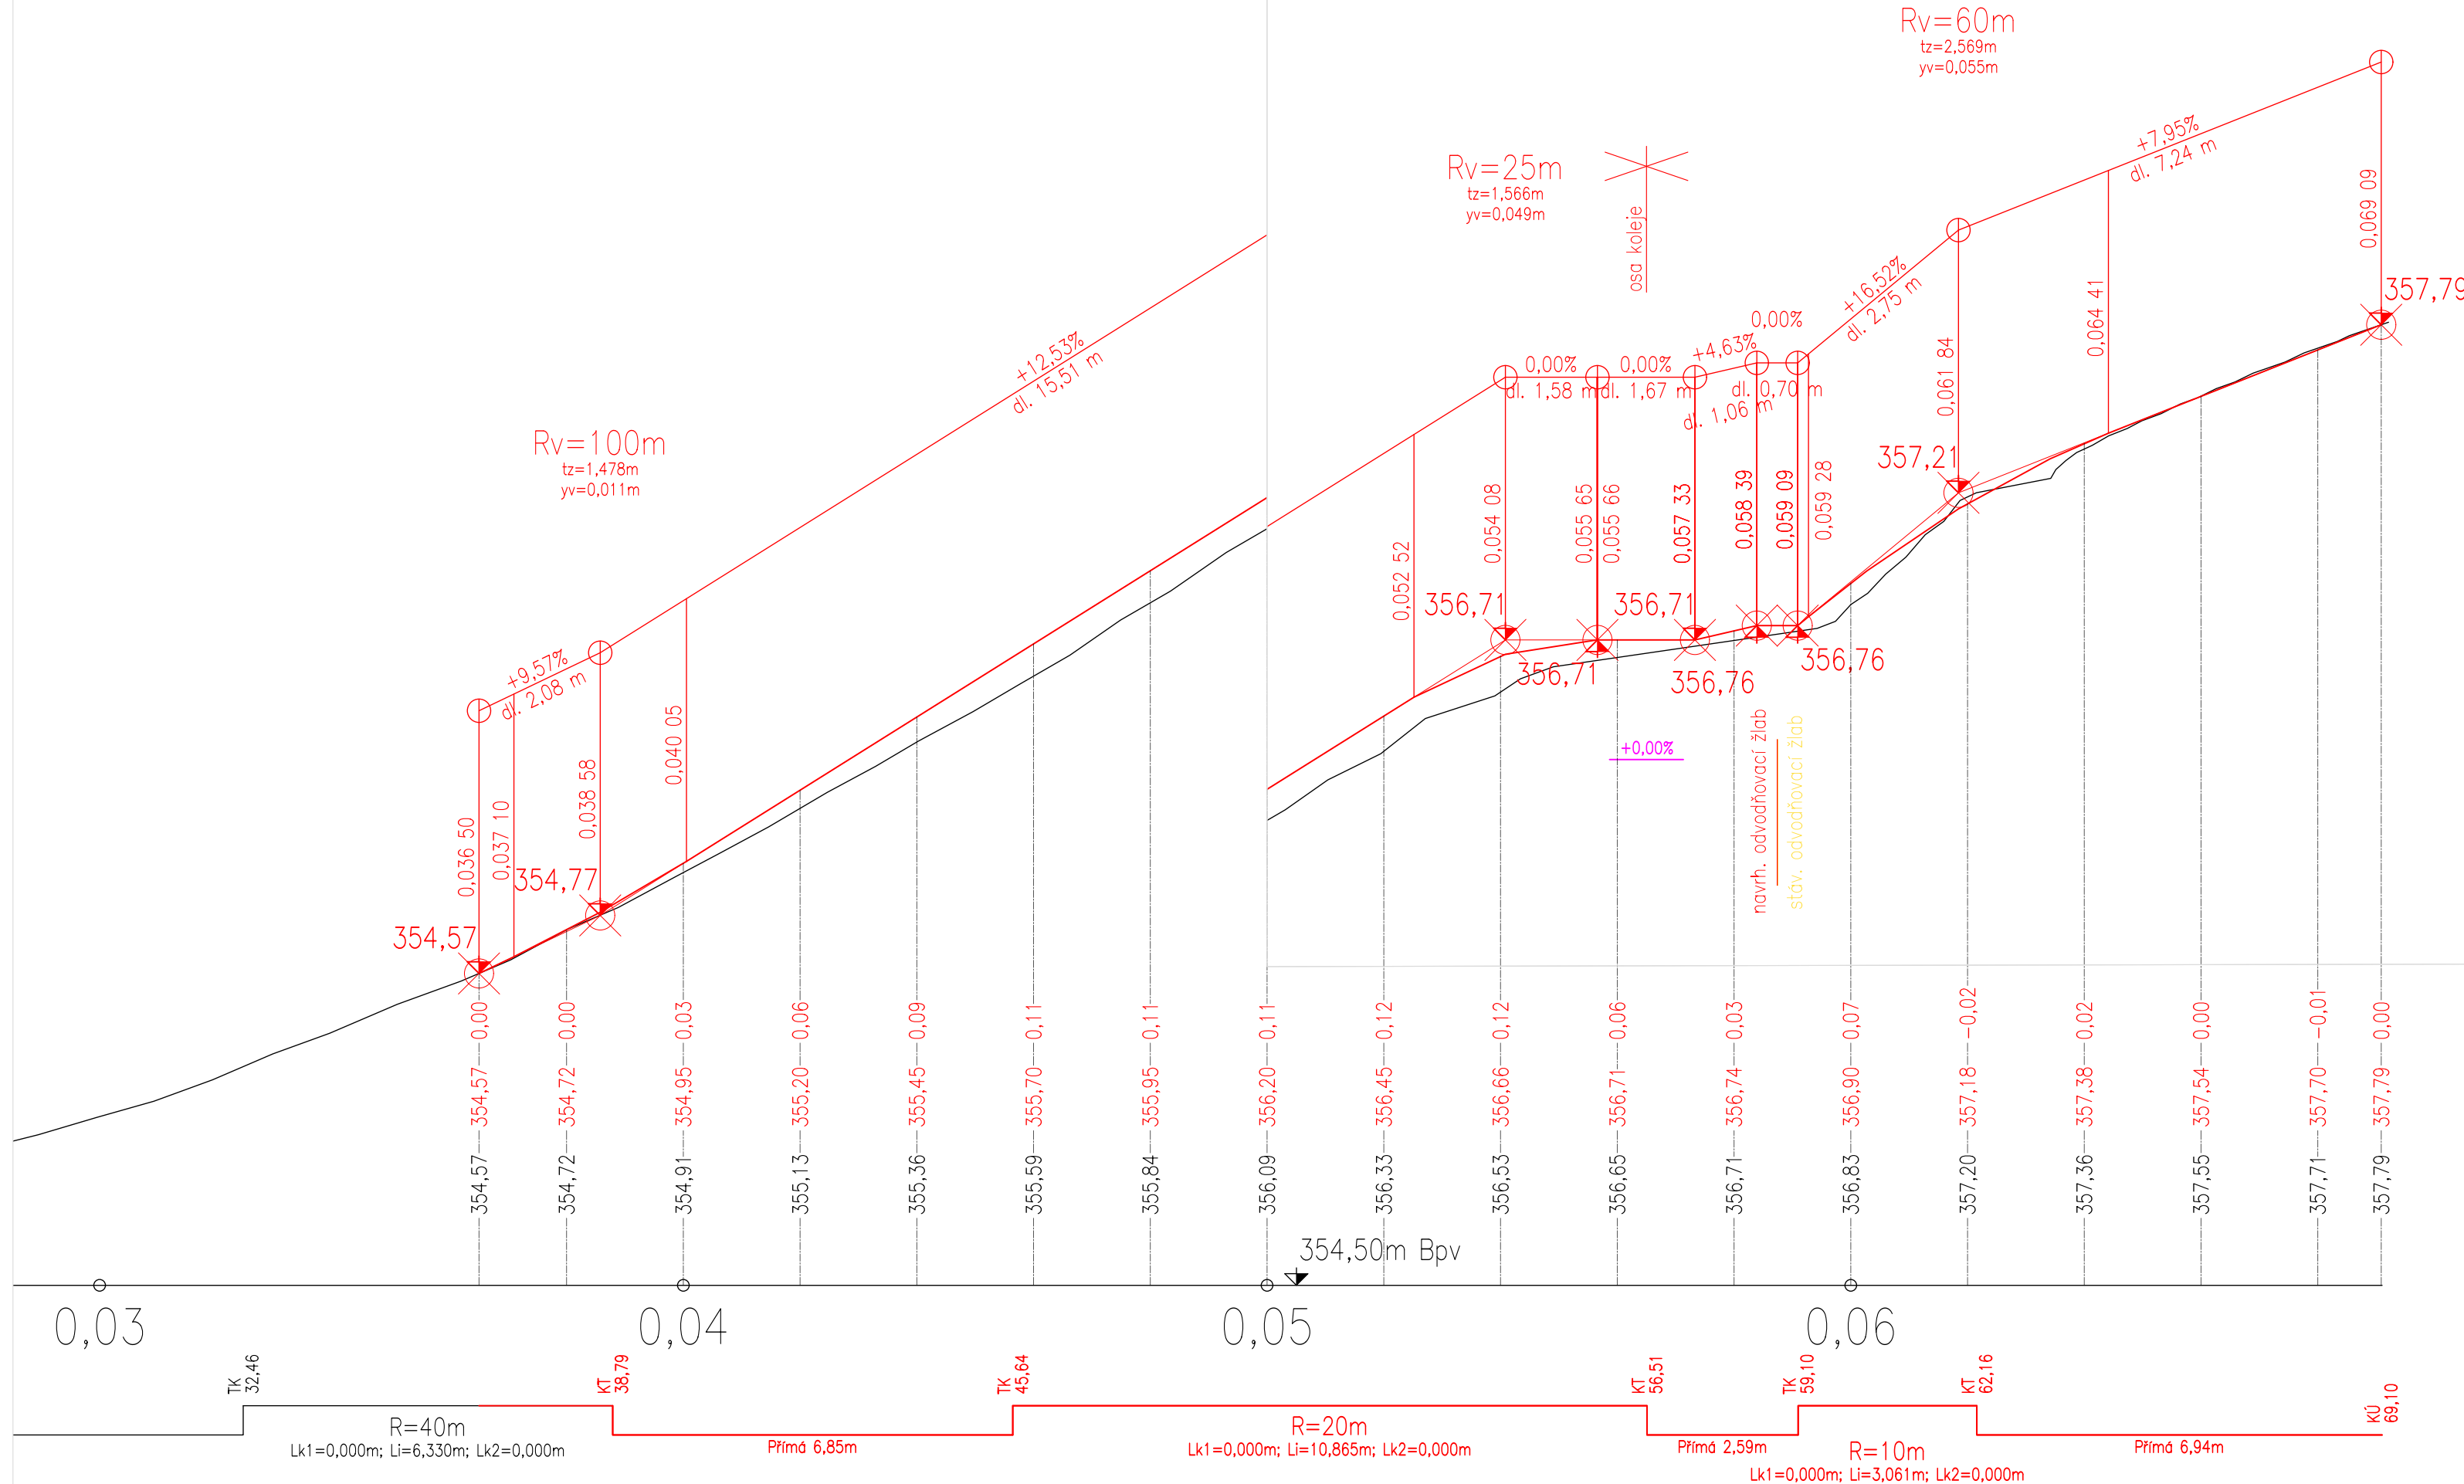 Rv=60m
tz=2,569m
yv=0,055m
+7,95%
dl. 7,24 m
0,069 09
357,79
Rv=25m
tz=1,566m
yv=0,049m
osa koleje
+16,52%
dl. 2,75 m
0,061 84
0,064 41
357,21
0,00%
dl. 1,58 m
0,00%
dl. 1,67 m
+4,63%
dl. 1,06 m
0,00%
dl. 0,70 m
+12,53%
dl. 15,51 m
Rv=100m
tz=1,478m
yv=0,011m
+9,57%
dl. 2,08 m
0,036 50
0,037 10
0,038 58
0,040 05
0,052 52
0,054 08
0,055 65
0,055 66
0,057 33
0,058 39
0,059 09
0,059 28
354,57
354,77
356,71
356,71
356,71
356,76
356,76
+0,00%
navrh. odvodňovací žlab
stáv. odvodňovací žlab
354,57 354,57 0,00
354,72 354,72 0,00
354,91 354,95 0,03
355,13 355,20 0,06
355,36 355,45 0,09
355,59 355,70 0,11
355,84 355,95 0,11
356,09 356,20 0,11
356,33 356,45 0,12
356,53 356,66 0,12
356,65 356,71 0,06
356,71 356,74 0,03
356,83 356,90 0,07
357,20 357,18 -0,02
357,36 357,38 0,02
357,55 357,54 0,00
357,71 357,70 -0,01
357,79 357,79 0,00
354,50m Bpv
0,03
0,04
0,05
0,06
TK
32,46
KT
38,79
TK
45,64
KT
56,51
TK
59,10
KT
62,16
KÚ
69,10
R=40m
Lk1=0,000m; Li=6,330m; Lk2=0,000m
Přímá 6,85m
R=20m
Lk1=0,000m; Li=10,865m; Lk2=0,000m
Přímá 2,59m
R=10m
Lk1=0,000m; Li=3,061m; Lk2=0,000m
Přímá 6,94m